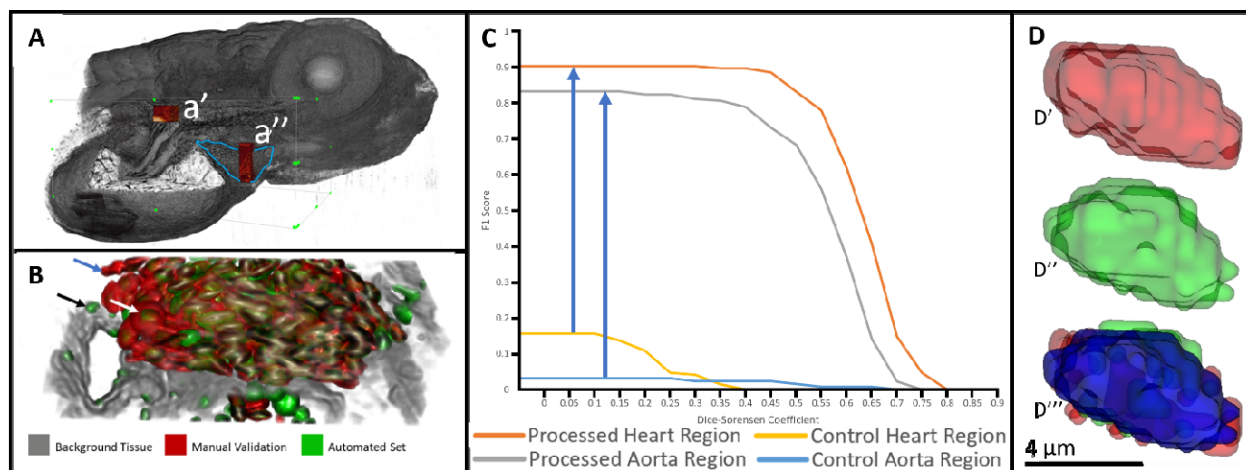 A
a’
a’’
B
Background Tissue
Manual Validation
Automated Set
C
F1 Score
1
0.9
0.8
0.7
0.6
0.5
0.4
0.3
0.2
0.1
0
0 0.05 0.1 0.15 0.2 0.25 0.3 0.35 0.4 0.45 0.5 0.55 0.6 0.65 0.7 0.75 0.8 0.85 0.9
Dice-Sorensen Coefficient
Processed Heart Region
Control Heart Region
Processed Aorta Region
Control Aorta Region
D
D’
D’’
D’’’
4 μm